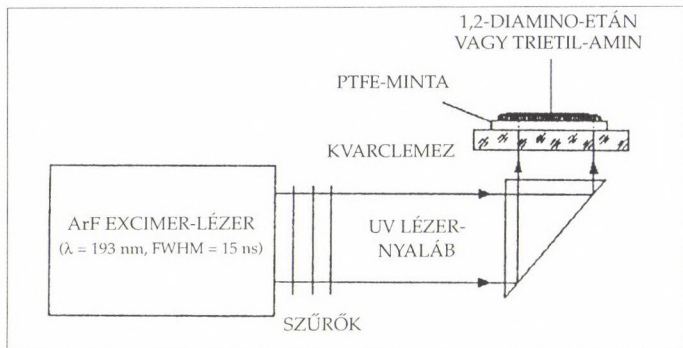 1,2-DIAMINO-ETÁN
VAGY TRIETIL-AMIN
PTFE-MINTA
KVARCLEMEZ
ArF EXCIMER-LÉZER
(λ = 193 nm, FWHM = 15 ns)
UV LÉZER-
NYALÁB
SZŰRŐK